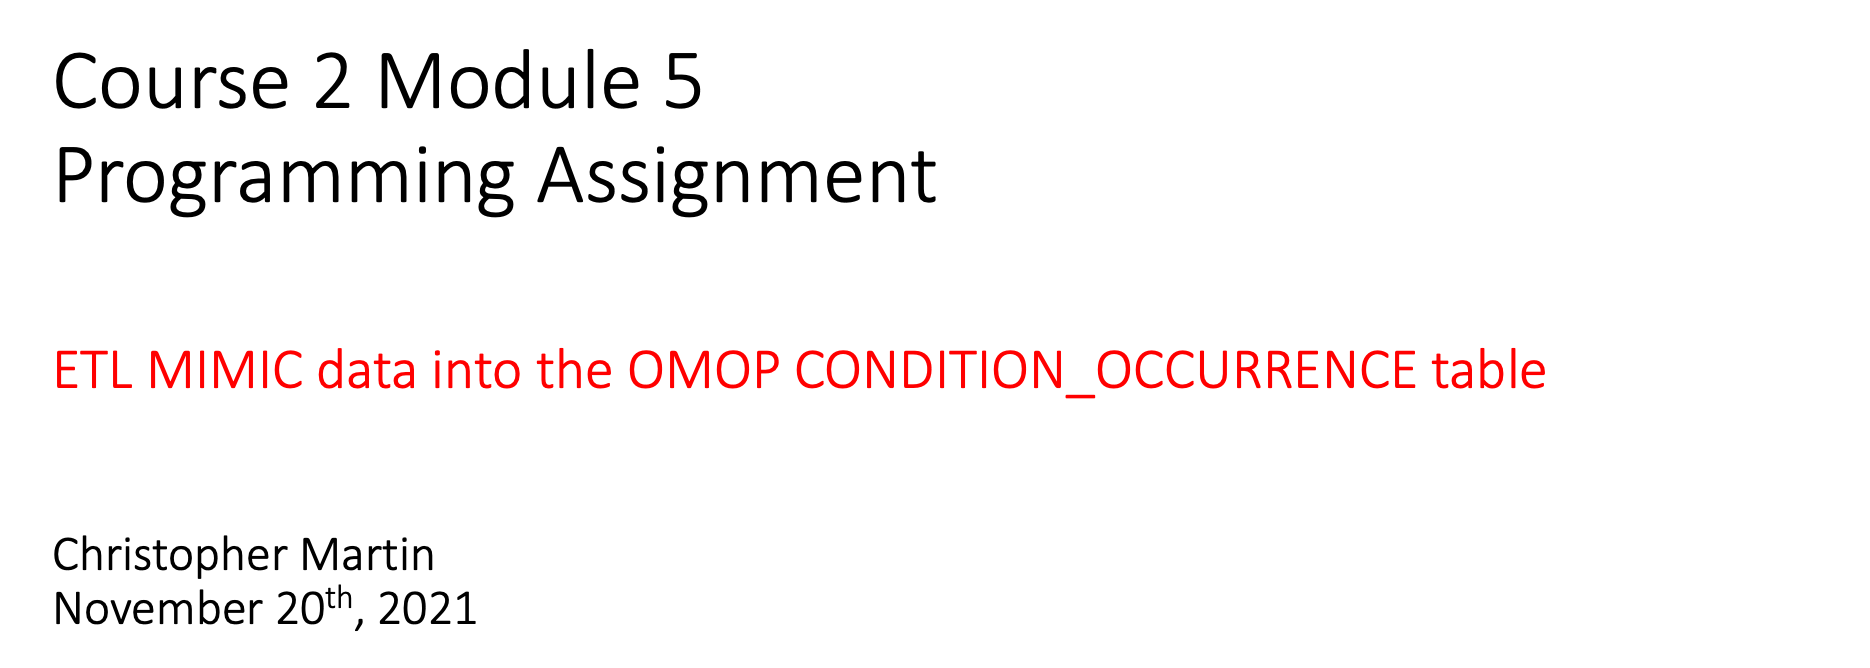 Course 2 Module 5
Programming Assignment
ETL MIMIC data into the OMOP CONDITION_OCCURRENCE table
Christopher Martin
November 20th, 2021